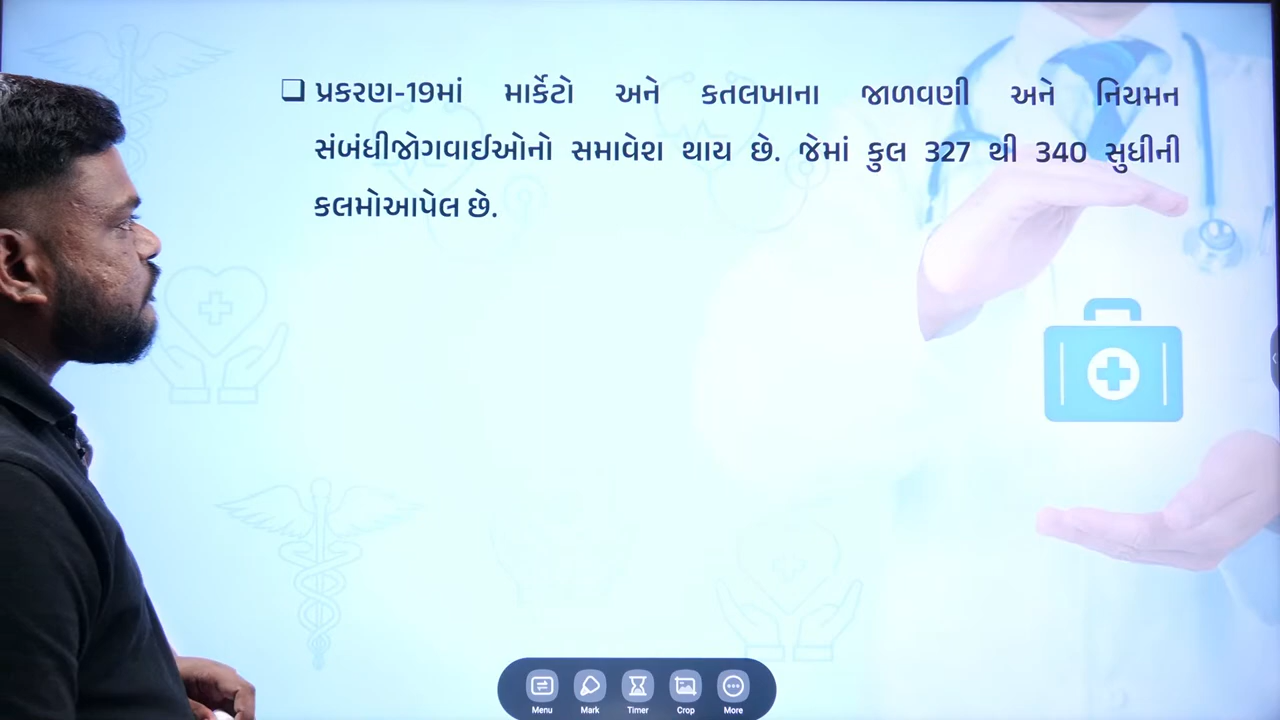 ❑ પ્રકરણ-19માં માર્કેટો અને કતલખાના જાળવણી અને નિયમન
સંબંધીજોગવાઈઓનો સમાવેશ થાય છે. જેમાં કુલ 327 થી 340 સુધીની
કલમોઆપેલ છે.
Menu Mark Timer Crop More